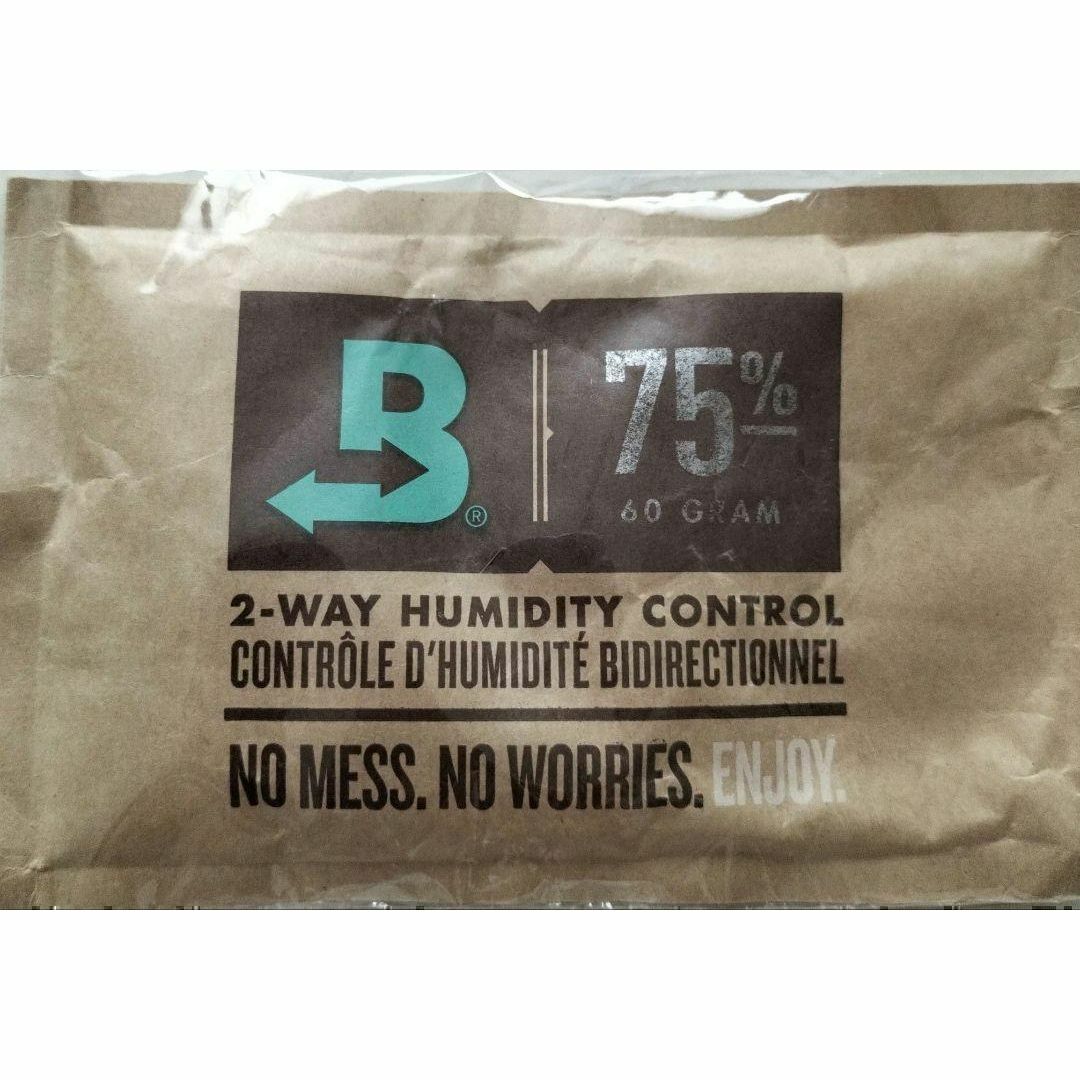 B®
75%
60 GRAM
2-WAY HUMIDITY CONTROL
CONTRÔLE D'HUMIDITÉ BIDIRECTIONNEL
NO MESS. NO WORRIES. ENJOY.